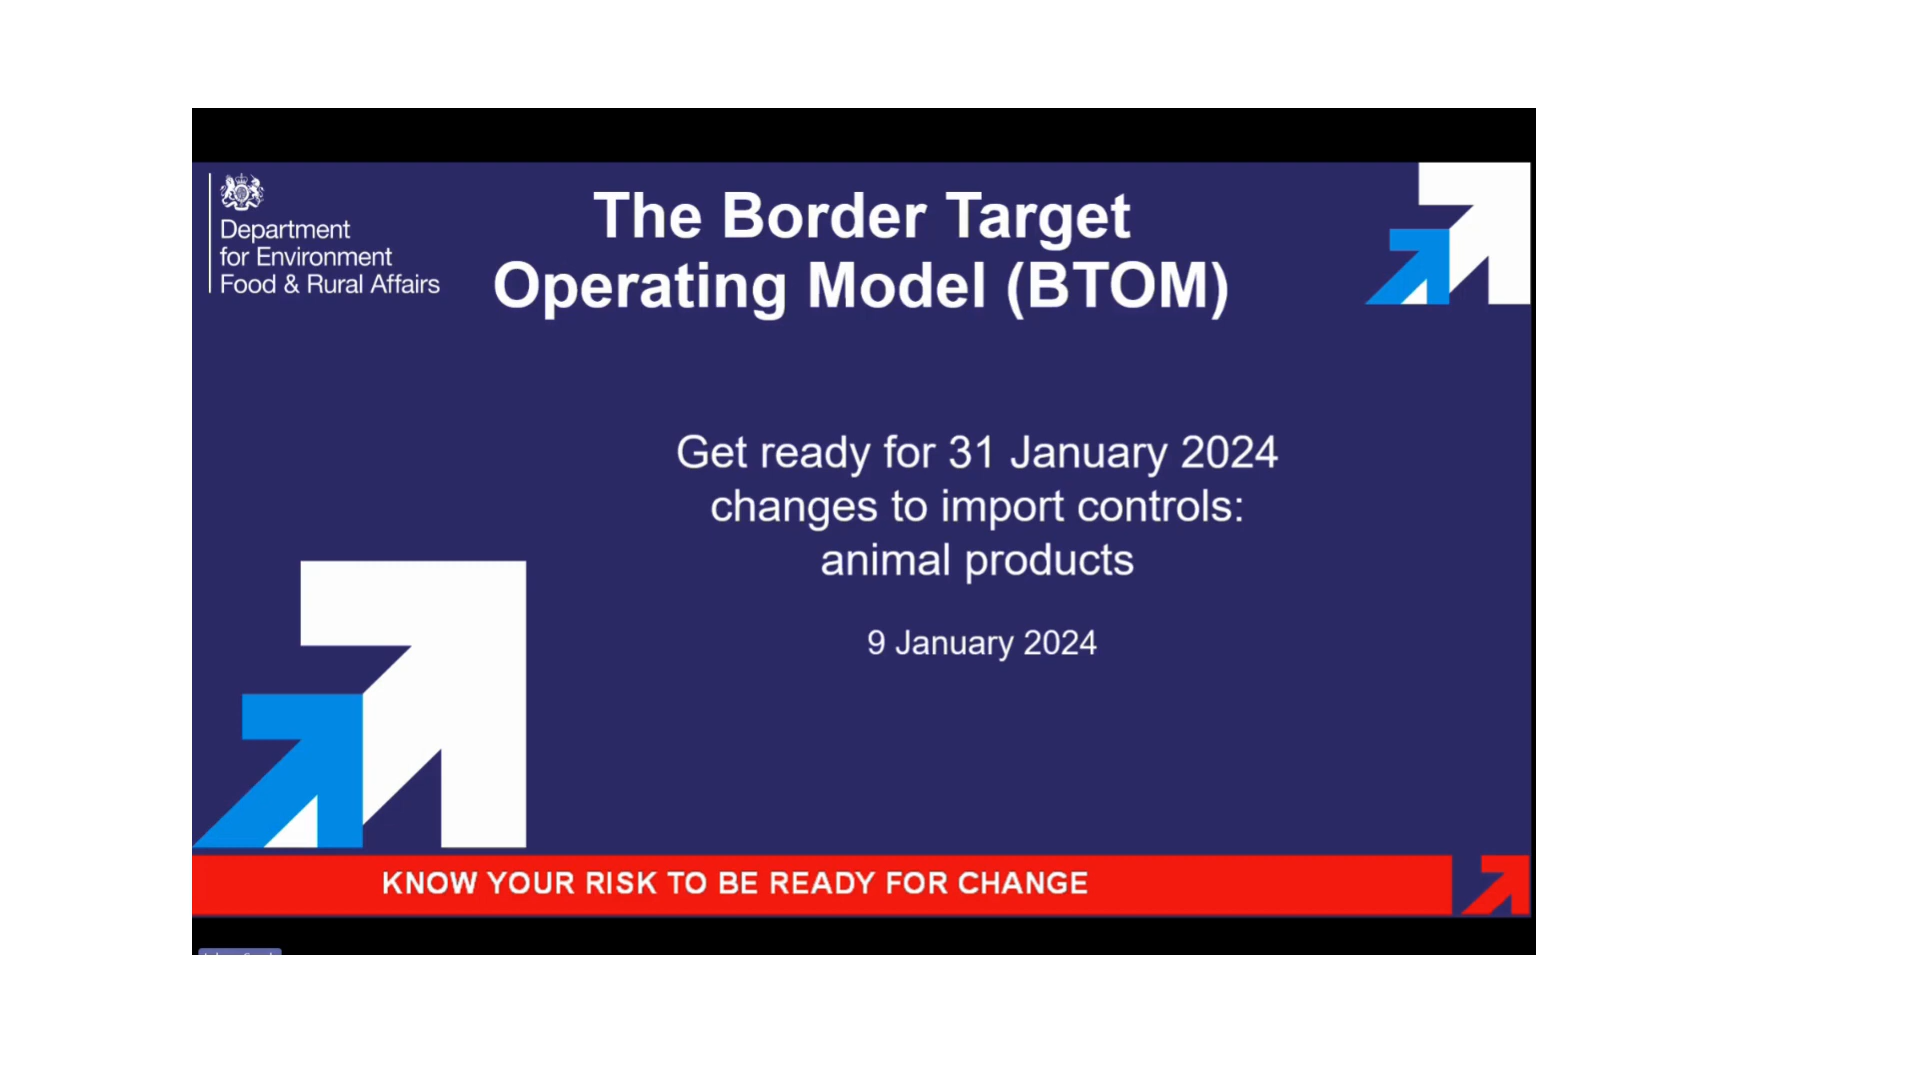 Department
for Environment
Food & Rural Affairs
The Border Target
Operating Model (BTOM)
Get ready for 31 January 2024
changes to import controls:
animal products
9 January 2024
KNOW YOUR RISK TO BE READY FOR CHANGE